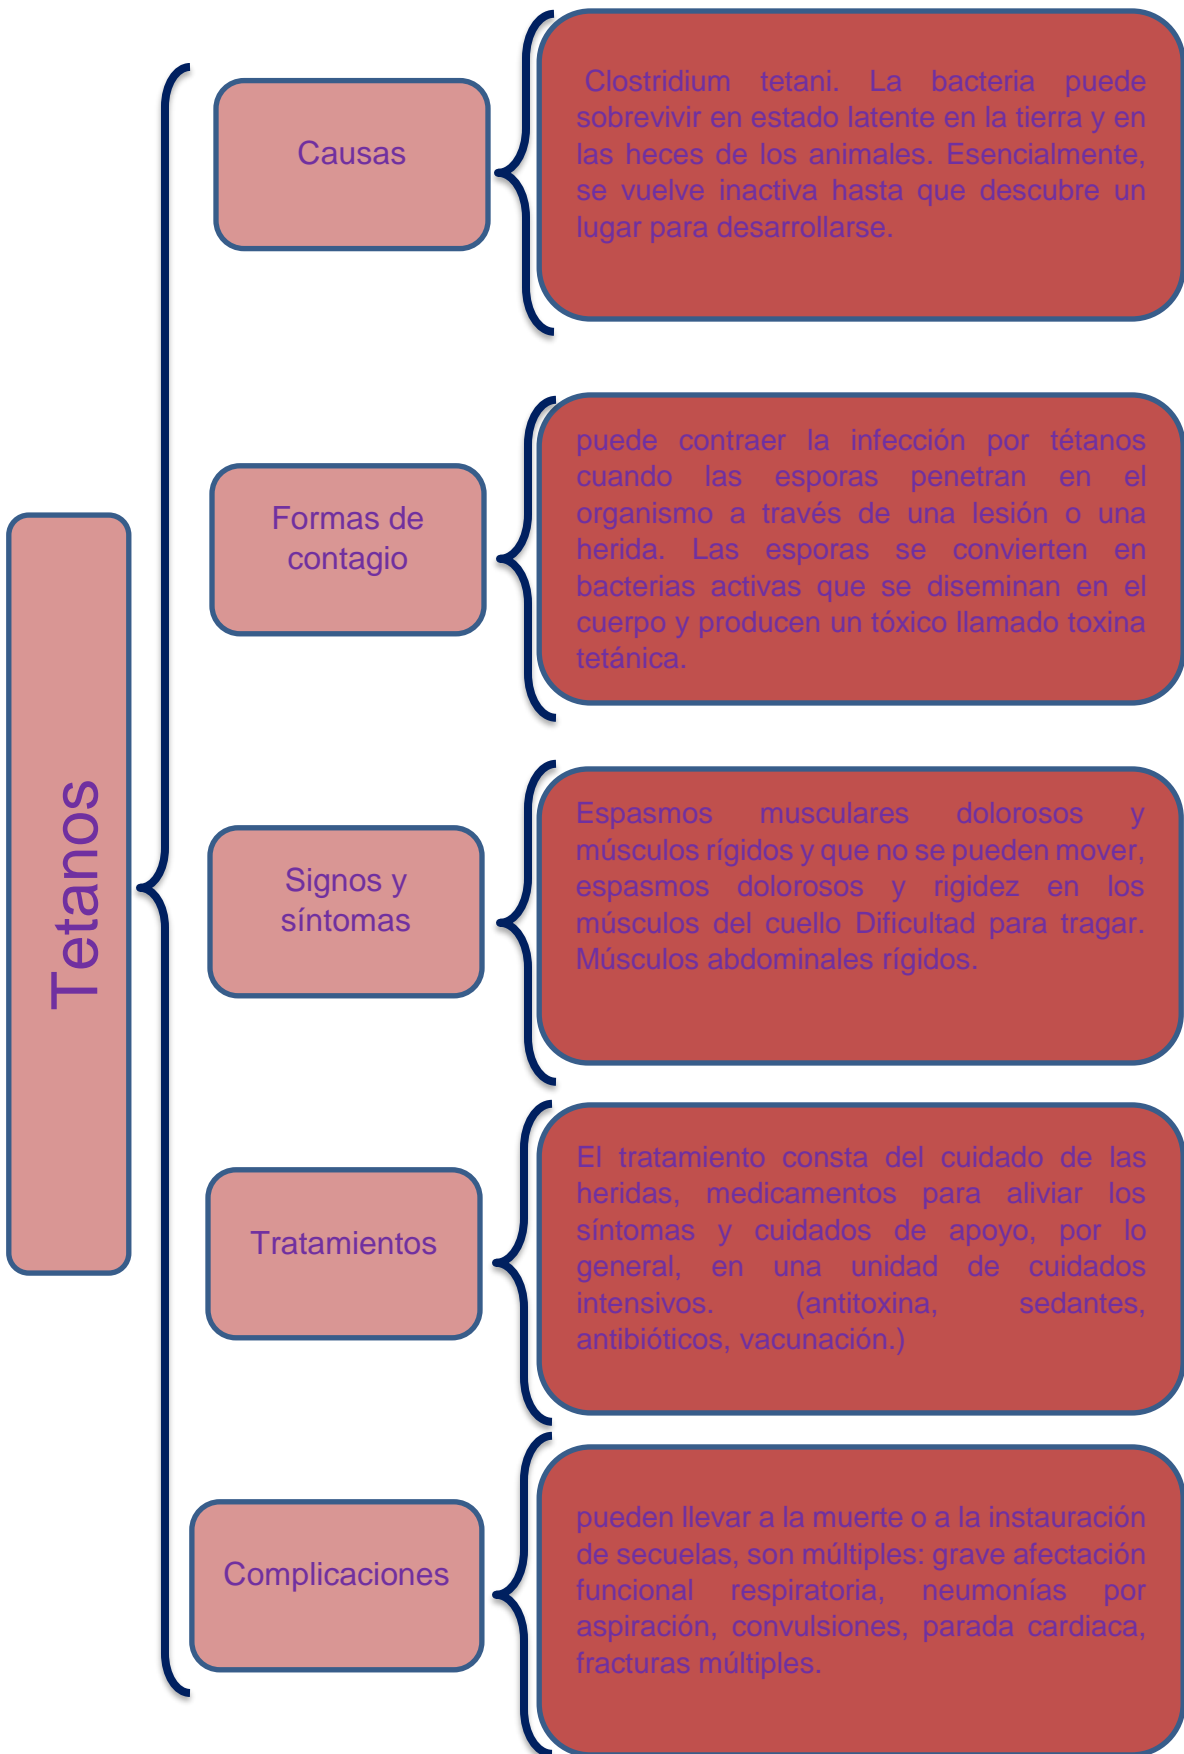 Tetanos
Causas
Clostridium tetani. La bacteria puede
sobrevivir en estado latente en la tierra y en
las heces de los animales. Esencialmente,
se vuelve inactiva hasta que descubre un
lugar para desarrollarse.
Formas de
contagio
puede contraer la infección por tétanos
cuando las esporas penetran en el
organismo a través de una lesión o una
herida. Las esporas se convierten en
bacterias activas que se diseminan en el
cuerpo y producen un tóxico llamado toxina
tetánica.
Signos y
síntomas
Espasmos musculares dolorosos y
músculos rígidos y que no se pueden mover,
espasmos dolorosos y rigidez en los
músculos del cuello Dificultad para tragar.
Músculos abdominales rígidos.
Tratamientos
El tratamiento consta del cuidado de las
heridas, medicamentos para aliviar los
síntomas y cuidados de apoyo, por lo
general, en una unidad de cuidados
intensivos. (antitoxina, sedantes,
antibióticos, vacunación.)
Complicaciones
pueden llevar a la muerte o a la instauración
de secuelas, son múltiples: grave afectación
funcional respiratoria, neumonías por
aspiración, convulsiones, parada cardiaca,
fracturas múltiples.